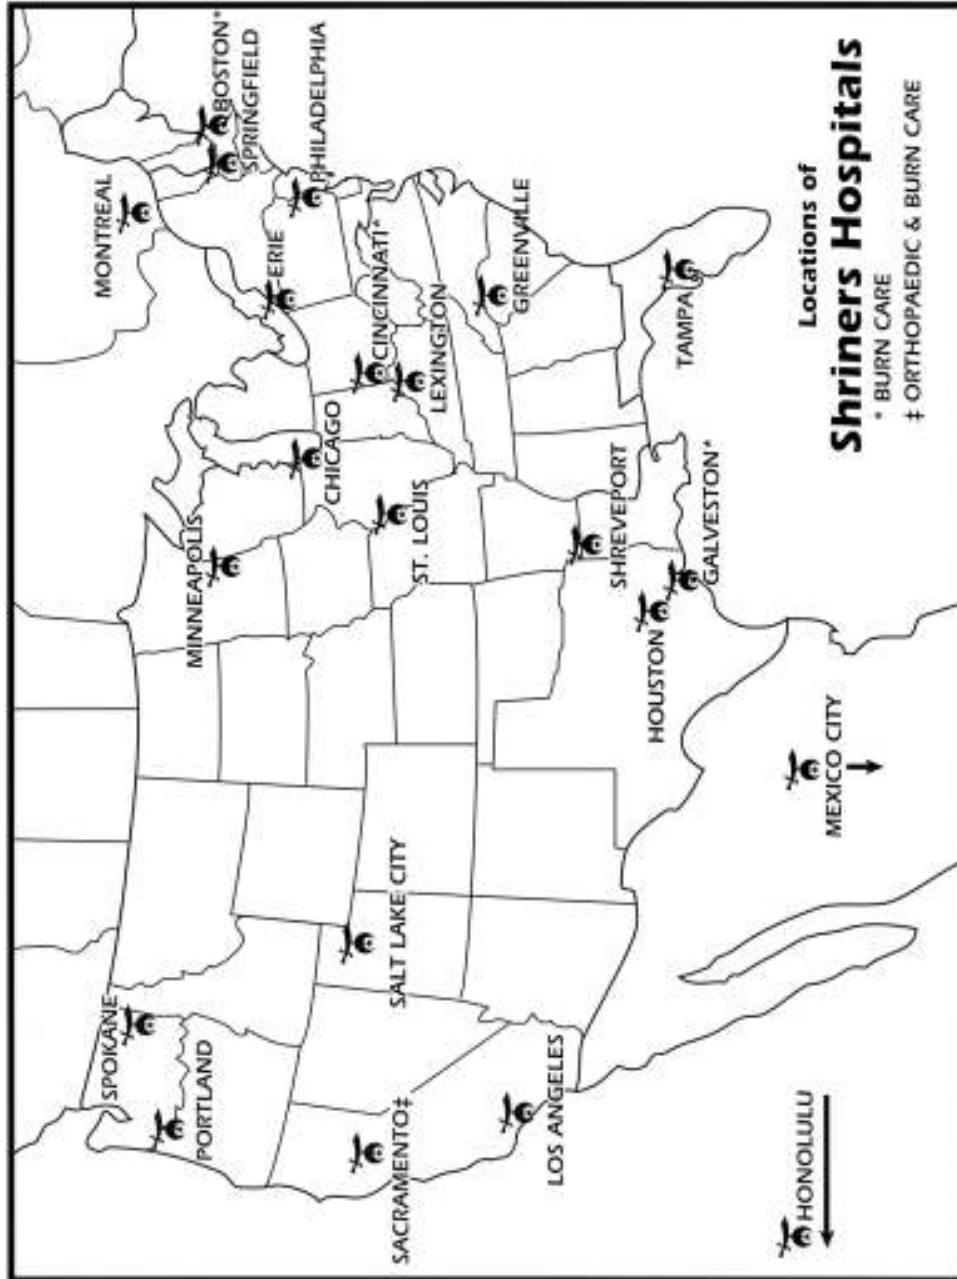 SPOKANE
PORTLAND
SACRAMENTO‡
LOS ANGELES
HONOLULU
SALT LAKE CITY
MEXICO CITY
MINNEAPOLIS
CHICAGO
ST. LOUIS
SHREVEPORT
HOUSTON
GALVESTON*
MONTREAL
BOSTON*
SPRINGFIELD
PHILADELPHIA
ERIE
CINCINNATI*
LEXINGTON
GREENVILLE
TAMPA
Locations of
Shriners Hospitals
* BURN CARE
‡ ORTHOPAEDIC & BURN CARE